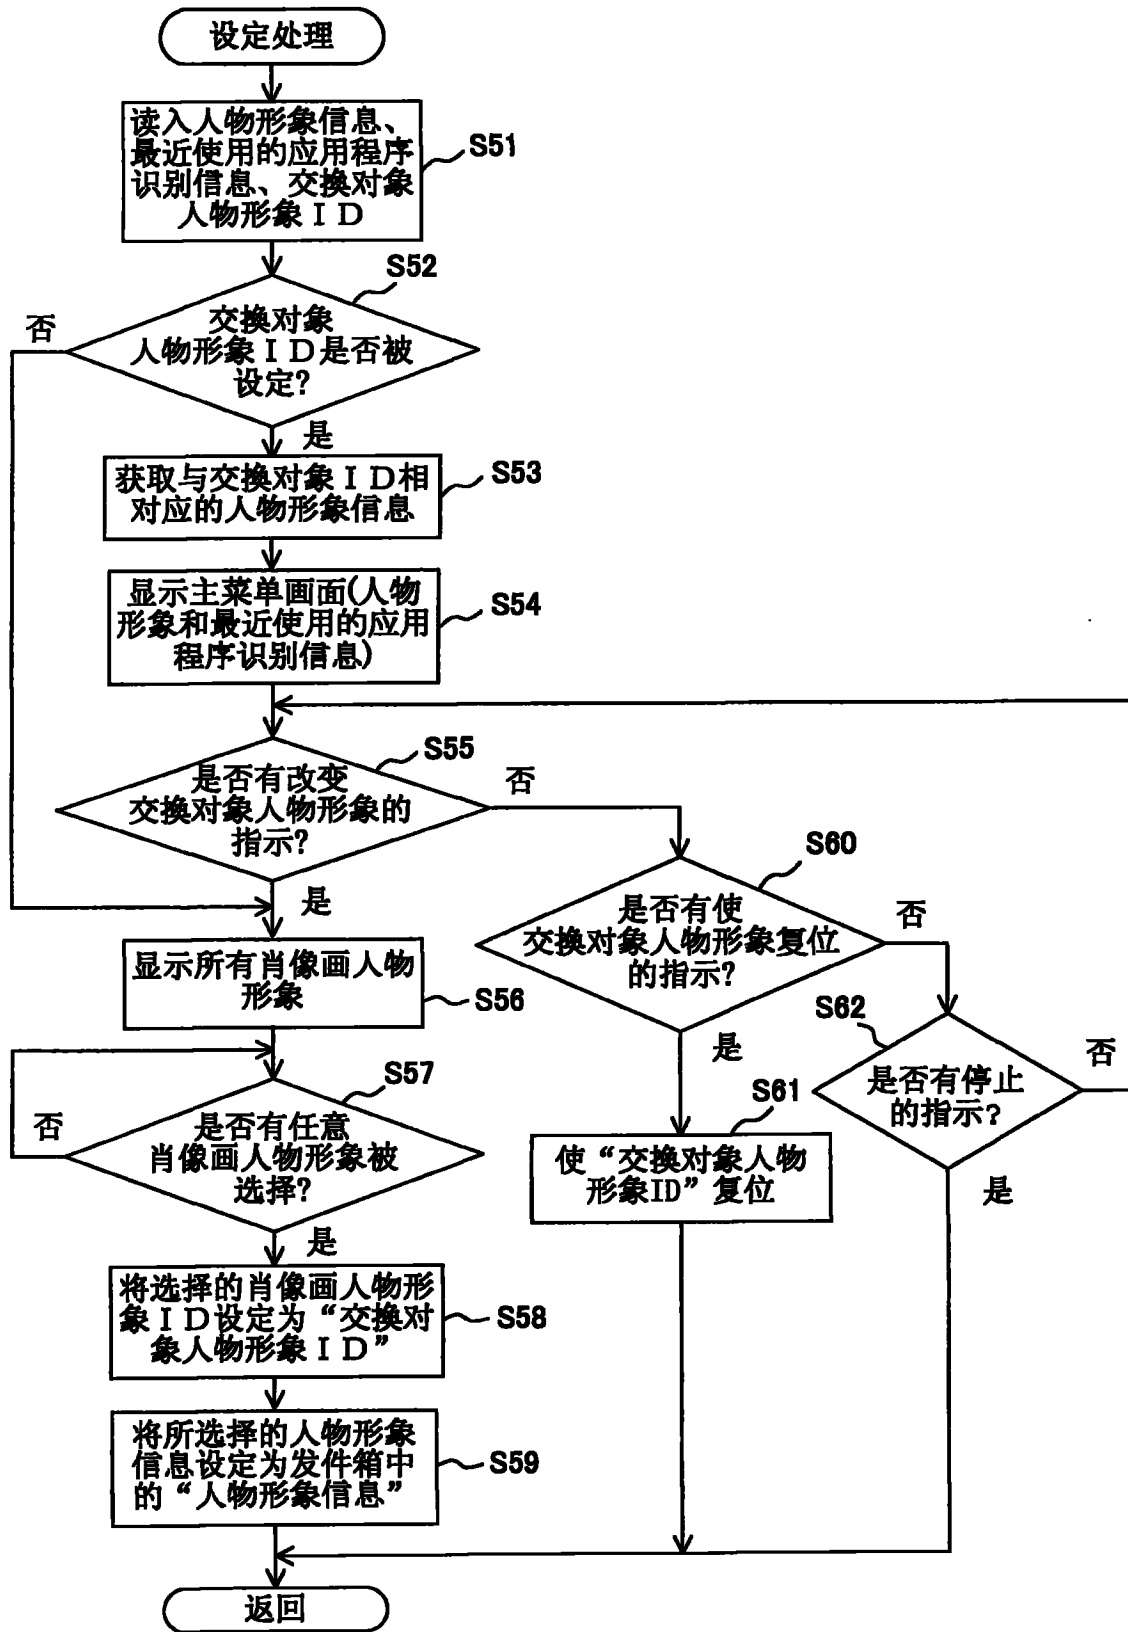 设定处理
读入人物形象信息、
最近使用的应用程序
识别信息、交换对象
人物形象ＩＤ
S51
S52
否
交换对象
人物形象ＩＤ是否被
设定?
是
获取与交换对象ＩＤ相
对应的人物形象信息
S53
显示主菜单画面(人物
形象和最近使用的应用
程序识别信息)
S54
S55
是否有改变
交换对象人物形象的
指示?
否
是
S60
是否有使
交换对象人物形象复位
的指示?
否
是
显示所有肖像画人物
形象
S56
S62
是否有停止
的指示?
否
是
S57
是否有任意
肖像画人物形象被
选择?
否
是
S61
使“交换对象人物
形象ID”复位
将选择的肖像画人物形
象ＩＤ设定为“交换对
象人物形象ＩＤ”
S58
将所选择的人物形象
信息设定为发件箱中
的“人物形象信息”
S59
返回